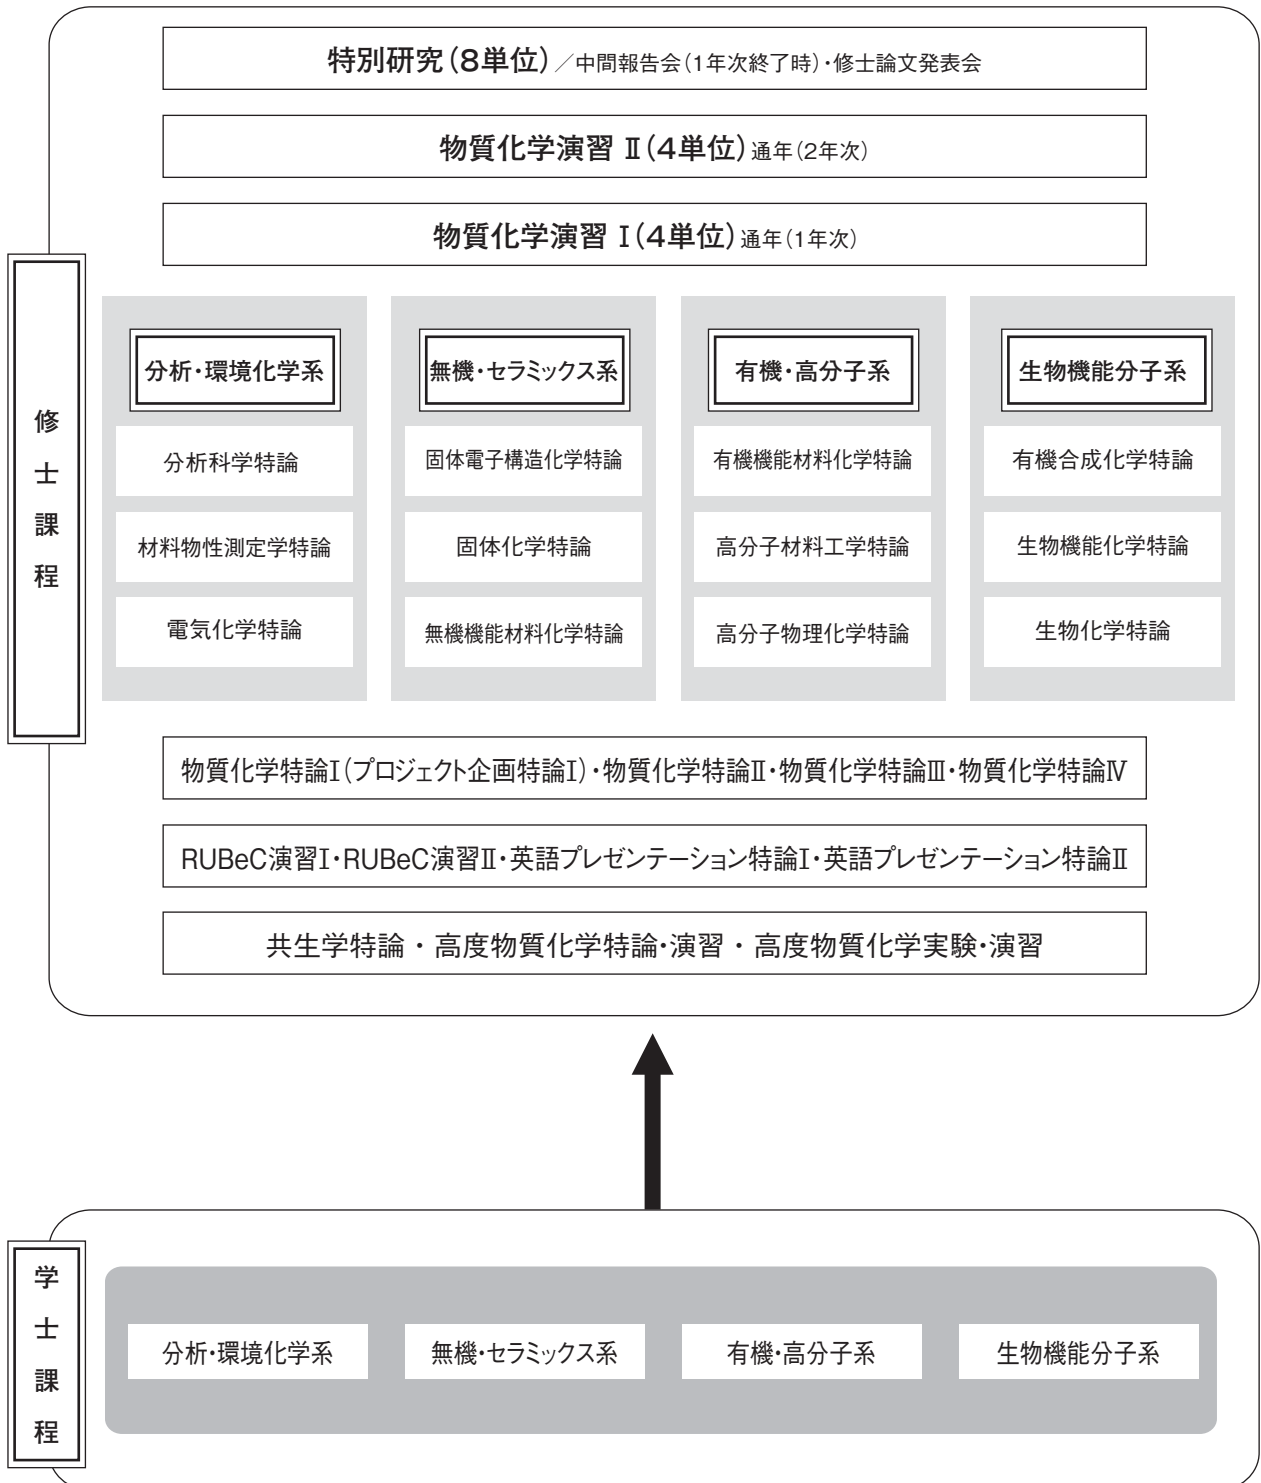 特別研究(8単位)／中間報告会(1年次終了時)・修士論文発表会
物質化学演習 Ⅱ(4単位)通年(2年次)
物質化学演習 Ⅰ(4単位)通年(1年次)
修士課程
分析・環境化学系
分析科学特論
材料物性測定学特論
電気化学特論
無機・セラミックス系
固体電子構造化学特論
固体化学特論
無機機能材料化学特論
有機・高分子系
有機機能材料化学特論
高分子材料工学特論
高分子物理化学特論
生物機能分子系
有機合成化学特論
生物機能化学特論
生物化学特論
物質化学特論Ⅰ(プロジェクト企画特論Ⅰ)・物質化学特論Ⅱ・物質化学特論Ⅲ・物質化学特論Ⅳ
RUBeC演習Ⅰ・RUBeC演習Ⅱ・英語プレゼンテーション特論Ⅰ・英語プレゼンテーション特論Ⅱ
共生学特論 ・ 高度物質化学特論・演習 ・ 高度物質化学実験・演習
学士課程
分析・環境化学系
無機・セラミックス系
有機・高分子系
生物機能分子系